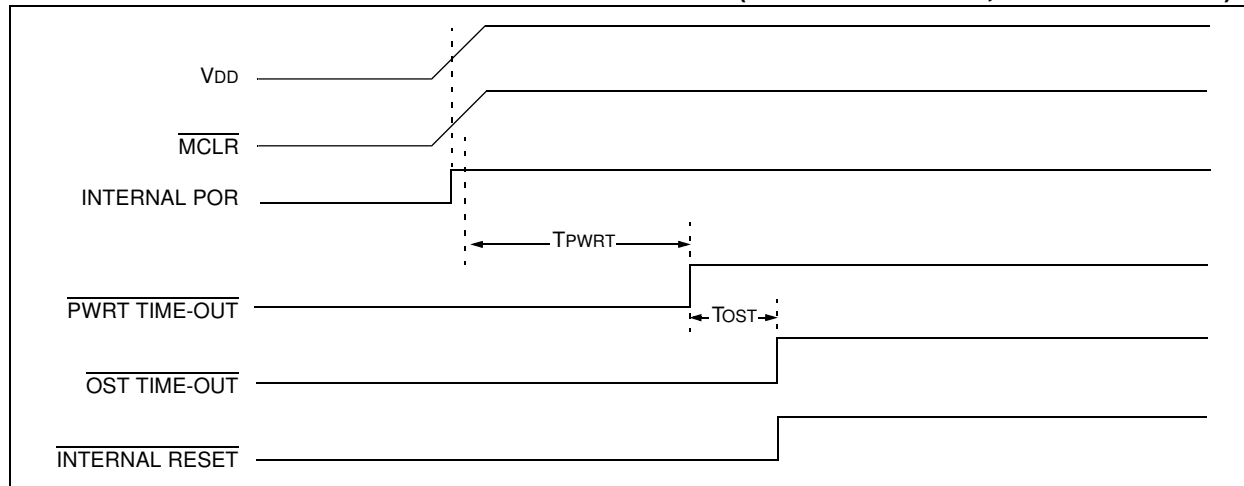 VDD
MCLR
INTERNAL POR
TPWRT
PWRT TIME-OUT
TOST
OST TIME-OUT
INTERNAL RESET